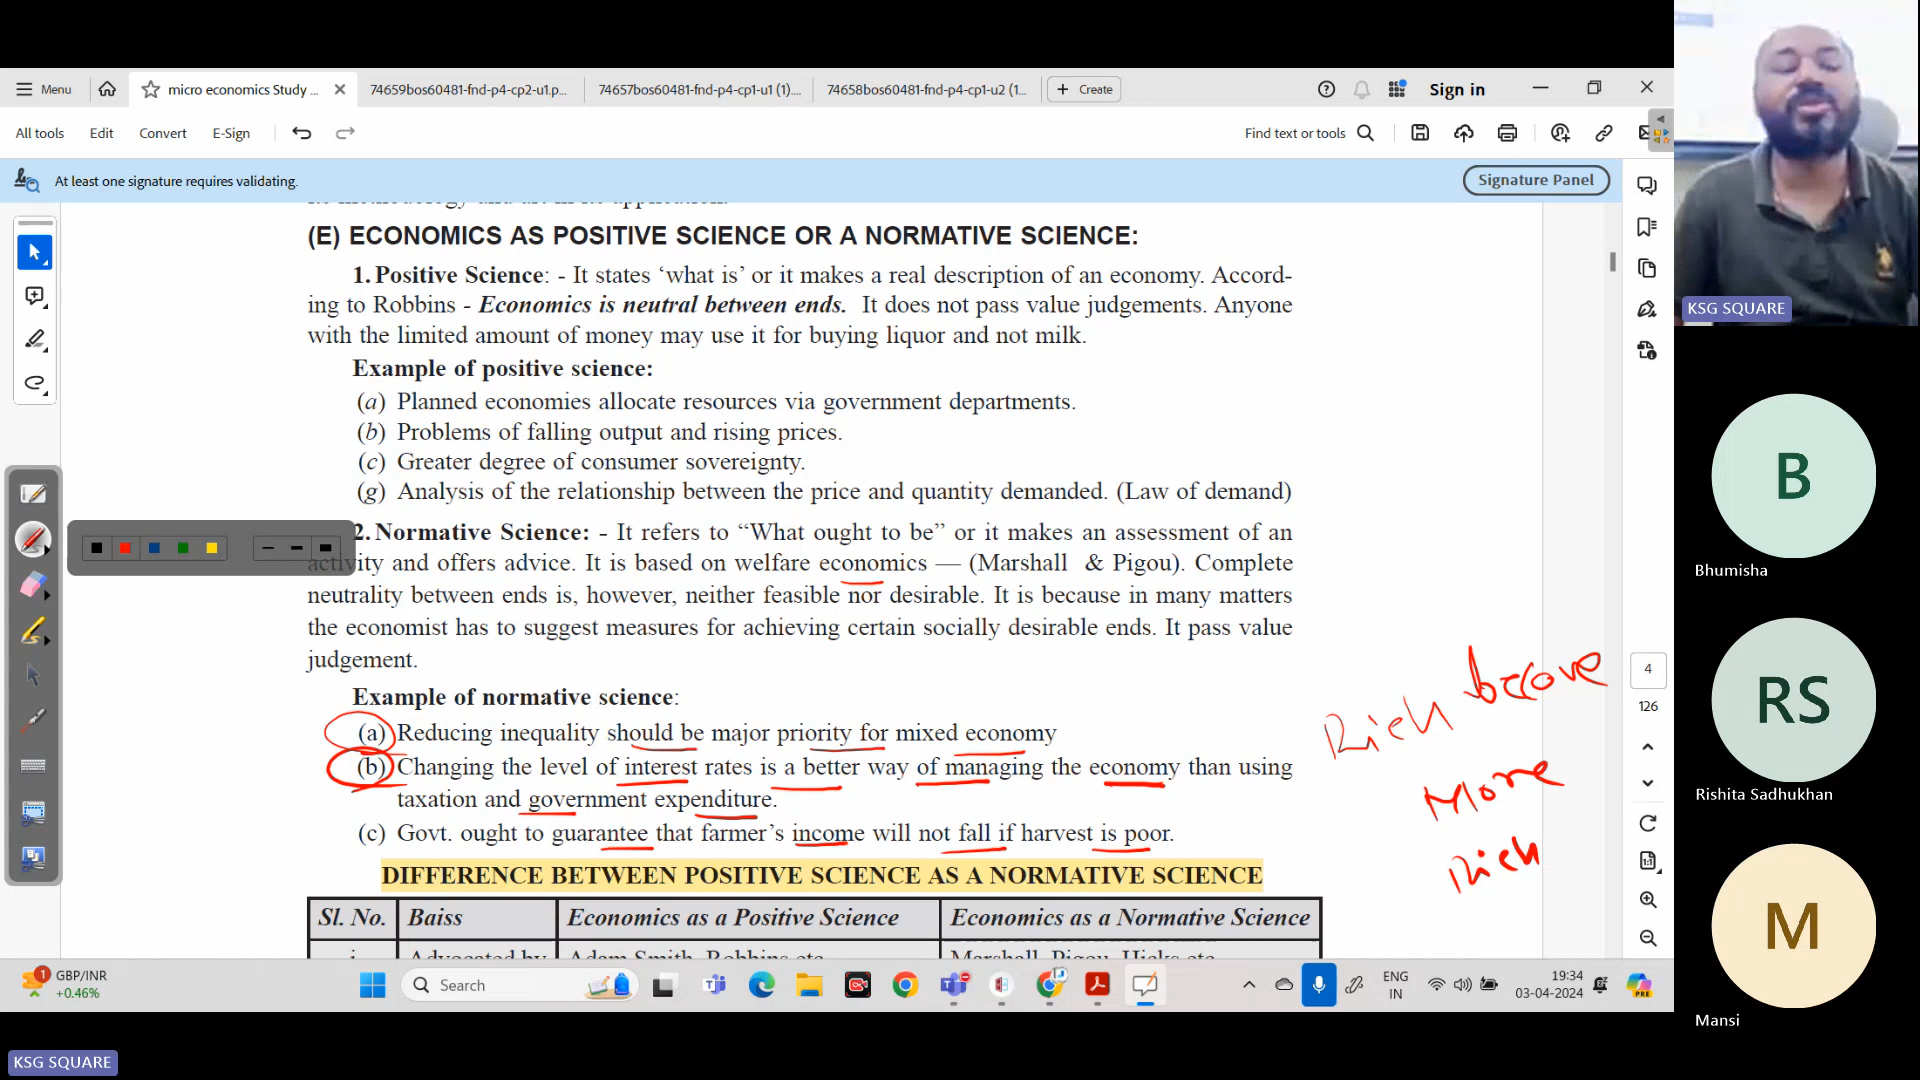 Menu
micro economics Study ...
74659bos60481-fnd-p4-cp2-u1.p...
74657bos60481-fnd-p4-cp1-u1 (1)....
74658bos60481-fnd-p4-cp1-u2 (1...
+ Create
Sign in
All tools Edit Convert E-Sign
Find text or tools
At least one signature requires validating.
Signature Panel
(E) ECONOMICS AS POSITIVE SCIENCE OR A NORMATIVE SCIENCE:
1. Positive Science: - It states ‘what is’ or it makes a real description of an economy. Accord-
ing to Robbins - Economics is neutral between ends. It does not pass value judgements. Anyone
with the limited amount of money may use it for buying liquor and not milk.
Example of positive science:
(a) Planned economies allocate resources via government departments.
(b) Problems of falling output and rising prices.
(c) Greater degree of consumer sovereignty.
(g) Analysis of the relationship between the price and quantity demanded. (Law of demand)
2. Normative Science: - It refers to “What ought to be” or it makes an assessment of an
activity and offers advice. It is based on welfare economics — (Marshall & Pigou). Complete
neutrality between ends is, however, neither feasible nor desirable. It is because in many matters
the economist has to suggest measures for achieving certain socially desirable ends. It pass value
judgement.
Example of normative science:
(a) Reducing inequality should be major priority for mixed economy
(b) Changing the level of interest rates is a better way of managing the economy than using
taxation and government expenditure.
(c) Govt. ought to guarantee that farmer’s income will not fall if harvest is poor.
Rich
More
Rich
DIFFERENCE BETWEEN POSITIVE SCIENCE AS A NORMATIVE SCIENCE
Sl. No. Baiss Economics as a Positive Science Economics as a Normative Science
i Advocated by Adam Smith, Robbins etc Marshall, Pigou, Hicks etc
4
126
KSG SQUARE
B
Bhumisha
RS
Rishita Sadhukhan
M
Mansi
1
GBP/INR
+0.46%
Search
ENG
IN
19:34
03-04-2024
PRE
KSG SQUARE